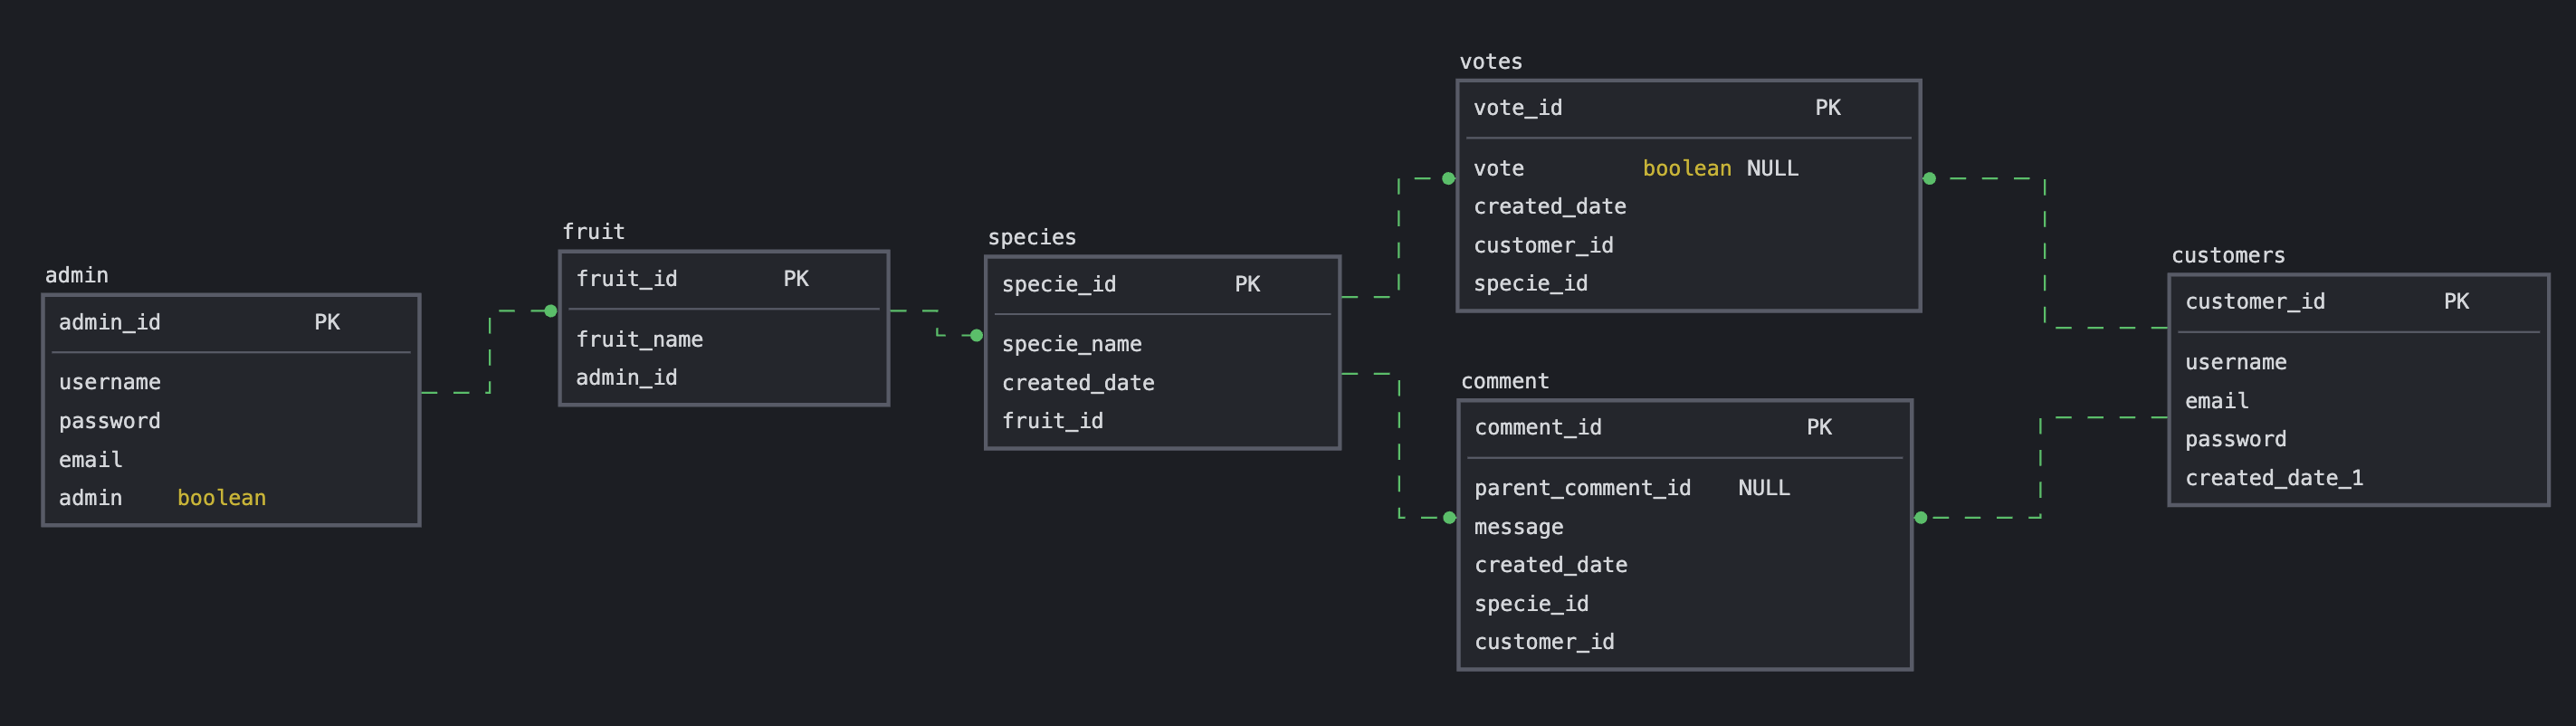 admin
admin_id PK
username
password
email
admin boolean
fruit
fruit_id PK
fruit_name
admin_id
species
specie_id PK
specie_name
created_date
fruit_id
votes
vote_id PK
vote boolean NULL
created_date
customer_id
specie_id
comment
comment_id PK
parent_comment_id NULL
message
created_date
specie_id
customer_id
customers
customer_id PK
username
email
password
created_date_1